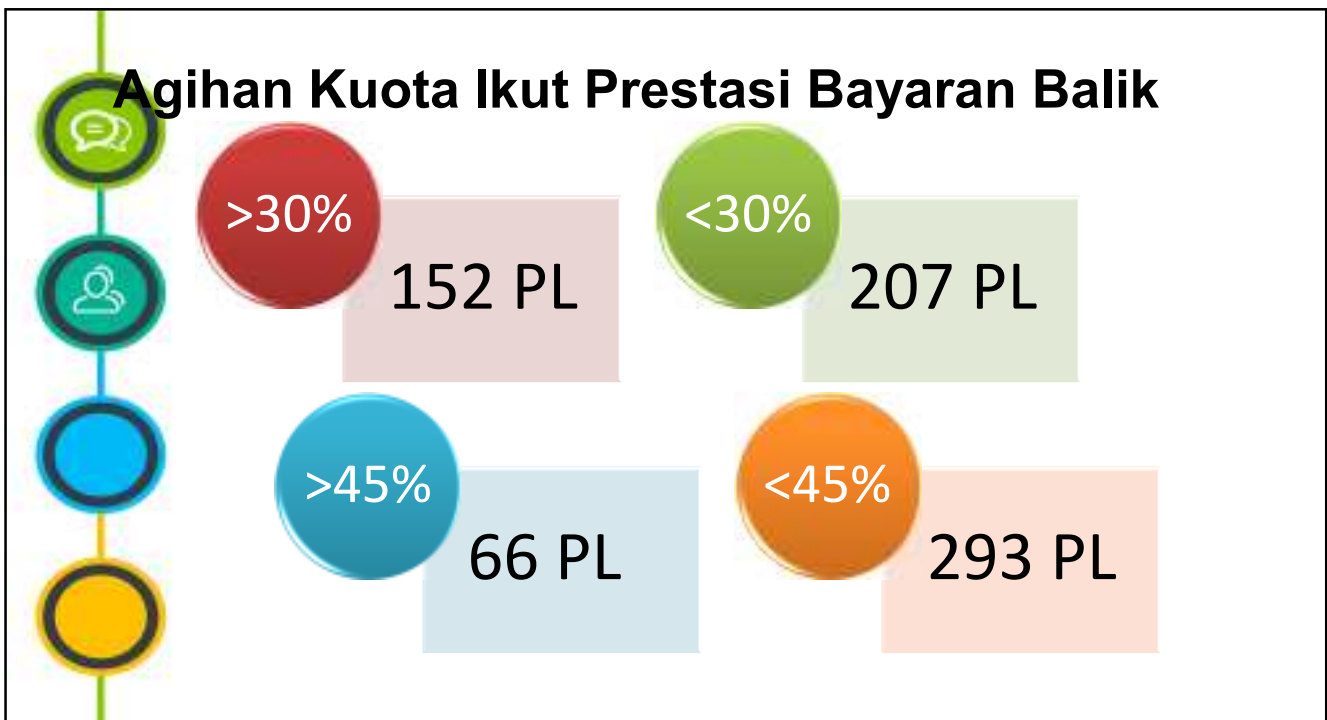 Agihan Kuota Ikut Prestasi Bayaran Balik
>30%
152 PL
<30%
207 PL
>45%
66 PL
<45%
293 PL